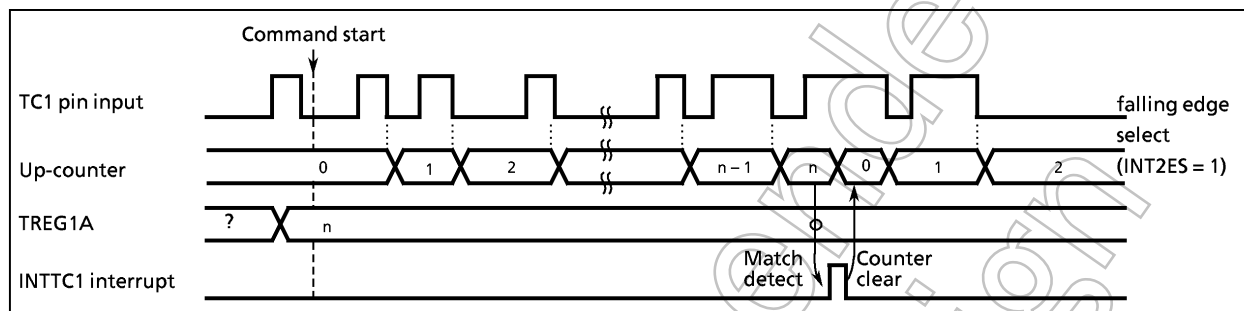 Command start
TC1 pin input
falling edge
select
(INT2ES = 1)
Up-counter 0 1 2 n – 1 n 0 1 2
TREG1A ? n
Match
detect
Counter
clear
INTTC1 interrupt